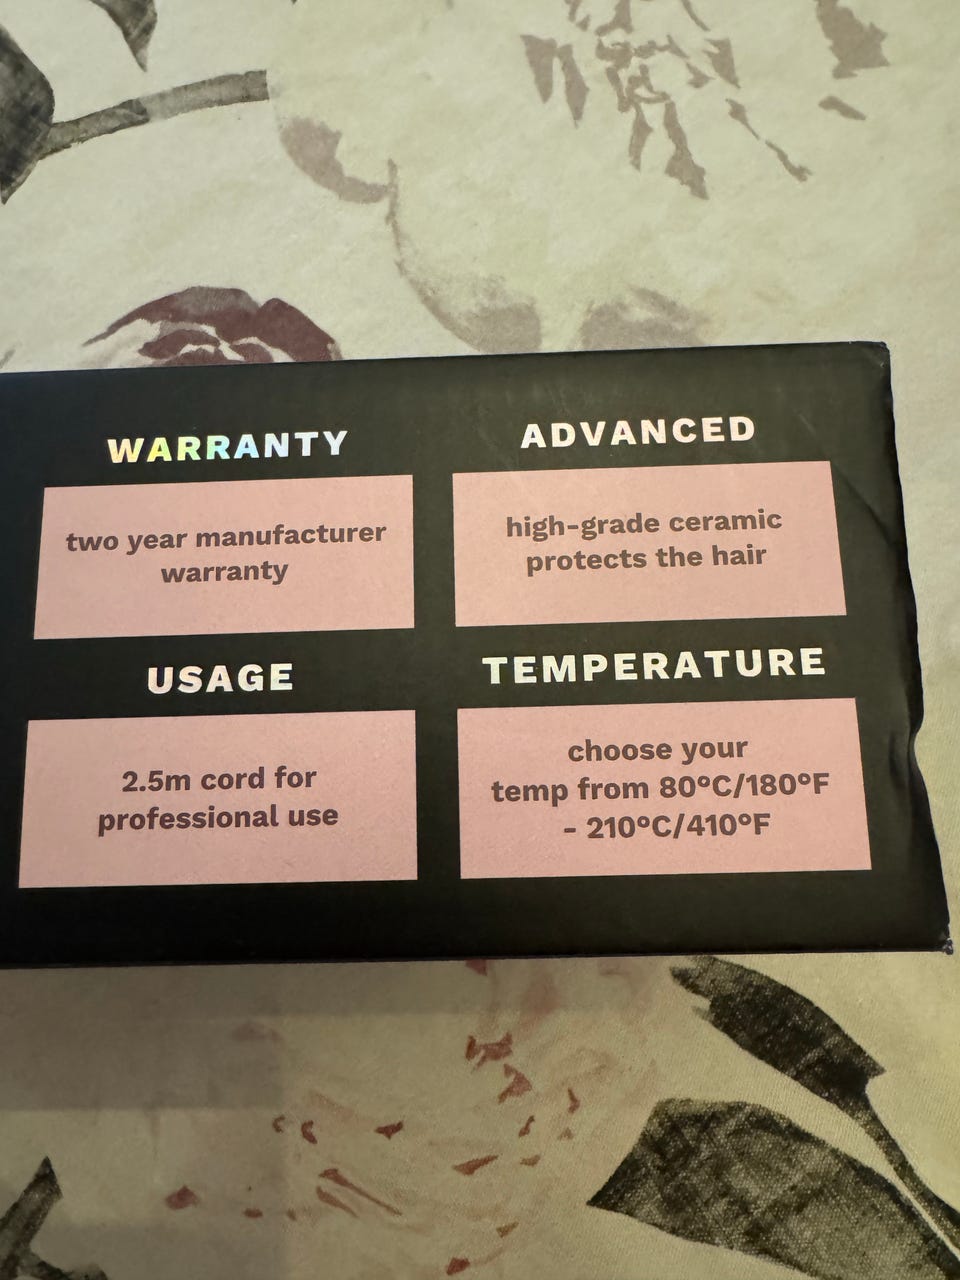 WARRANTY
two year manufacturer
warranty
ADVANCED
high-grade ceramic
protects the hair
USAGE
2.5m cord for
professional use
TEMPERATURE
choose your
temp from 80°C/180°F
- 210°C/410°F